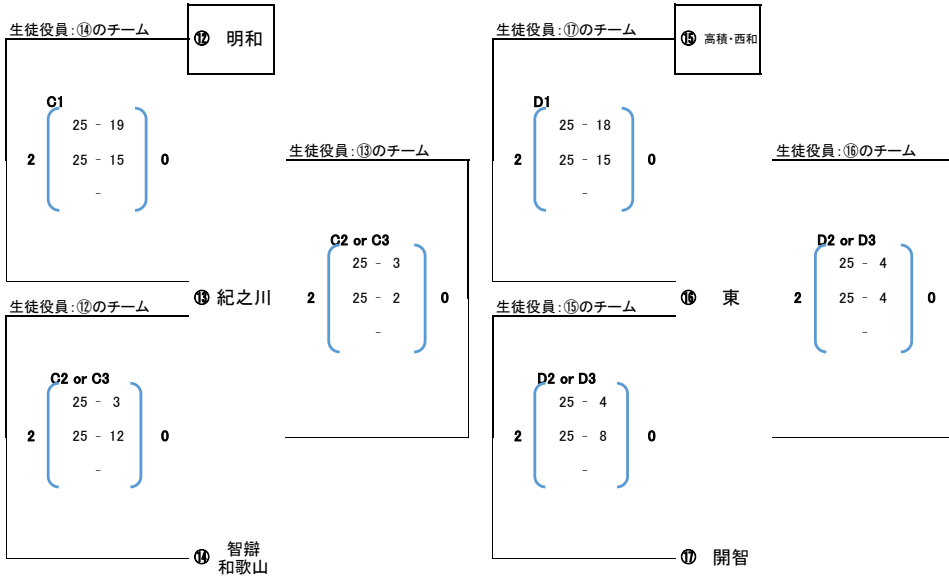 生徒役員：⑭のチーム
⑫ 明和
C1
25 - 19
2 25 - 15 0
-
生徒役員：⑬のチーム
C2 or C3
25 - 3
2 25 - 2 0
-
⑬ 紀之川
生徒役員：⑫のチーム
C2 or C3
25 - 3
2 25 - 12 0
-
⑭ 智辯
和歌山
生徒役員：⑰のチーム
⑮ 高積・西和
D1
25 - 18
2 25 - 15 0
-
生徒役員：⑯のチーム
D2 or D3
25 - 4
2 25 - 4 0
-
⑯ 東
生徒役員：⑮のチーム
D2 or D3
25 - 4
2 25 - 8 0
-
⑰ 開智